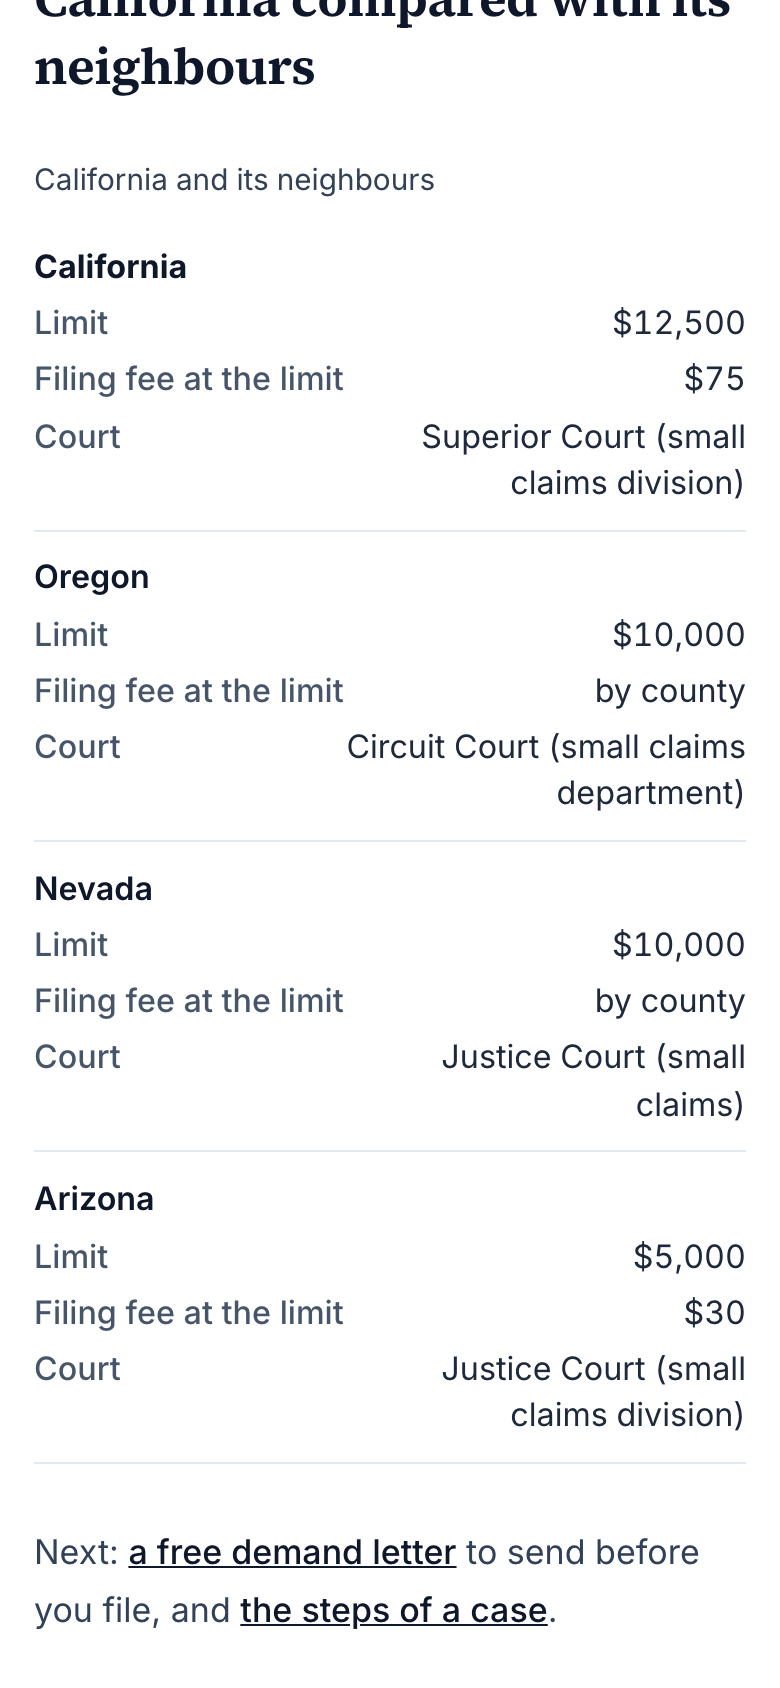 California compared with its
neighbours
California and its neighbours
California
Limit $12,500
Filing fee at the limit $75
Court Superior Court (small
claims division)
Oregon
Limit $10,000
Filing fee at the limit by county
Court Circuit Court (small claims
department)
Nevada
Limit $10,000
Filing fee at the limit by county
Court Justice Court (small
claims)
Arizona
Limit $5,000
Filing fee at the limit $30
Court Justice Court (small
claims division)
Next: a free demand letter to send before
you file, and the steps of a case.